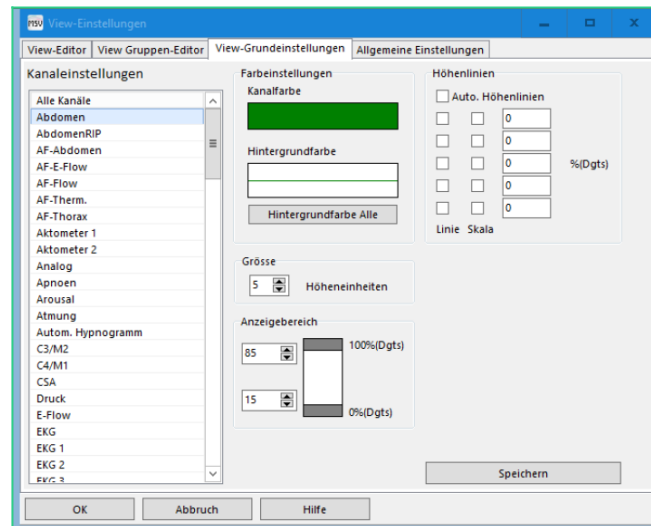 MSV View-Einstellungen
View-Editor View Gruppen-Editor View-Grundeinstellungen Allgemeine Einstellungen
Kanaleinstellungen
Alle Kanäle
Abdomen
AbdomenRIP
AF-Abdomen
AF-E-Flow
AF-Flow
AF-Therm.
AF-Thorax
Aktometer 1
Aktometer 2
Analog
Apnoen
Arousal
Atmung
Autom. Hypnogramm
C3/M2
C4/M1
CSA
Druck
E-Flow
EKG
EKG 1
EKG 2
EKG 3
Farbeinstellungen
Kanalfarbe
Hintergrundfarbe
Hintergrundfarbe Alle
Grösse
5 Höheneinheiten
Anzeigebereich
85 100%(Dgts)
15 0%(Dgts)
Höhenlinien
Auto. Höhenlinien
0
0
0 %(Dgts)
0
0
Linie Skala
Speichern
OK Abbruch Hilfe